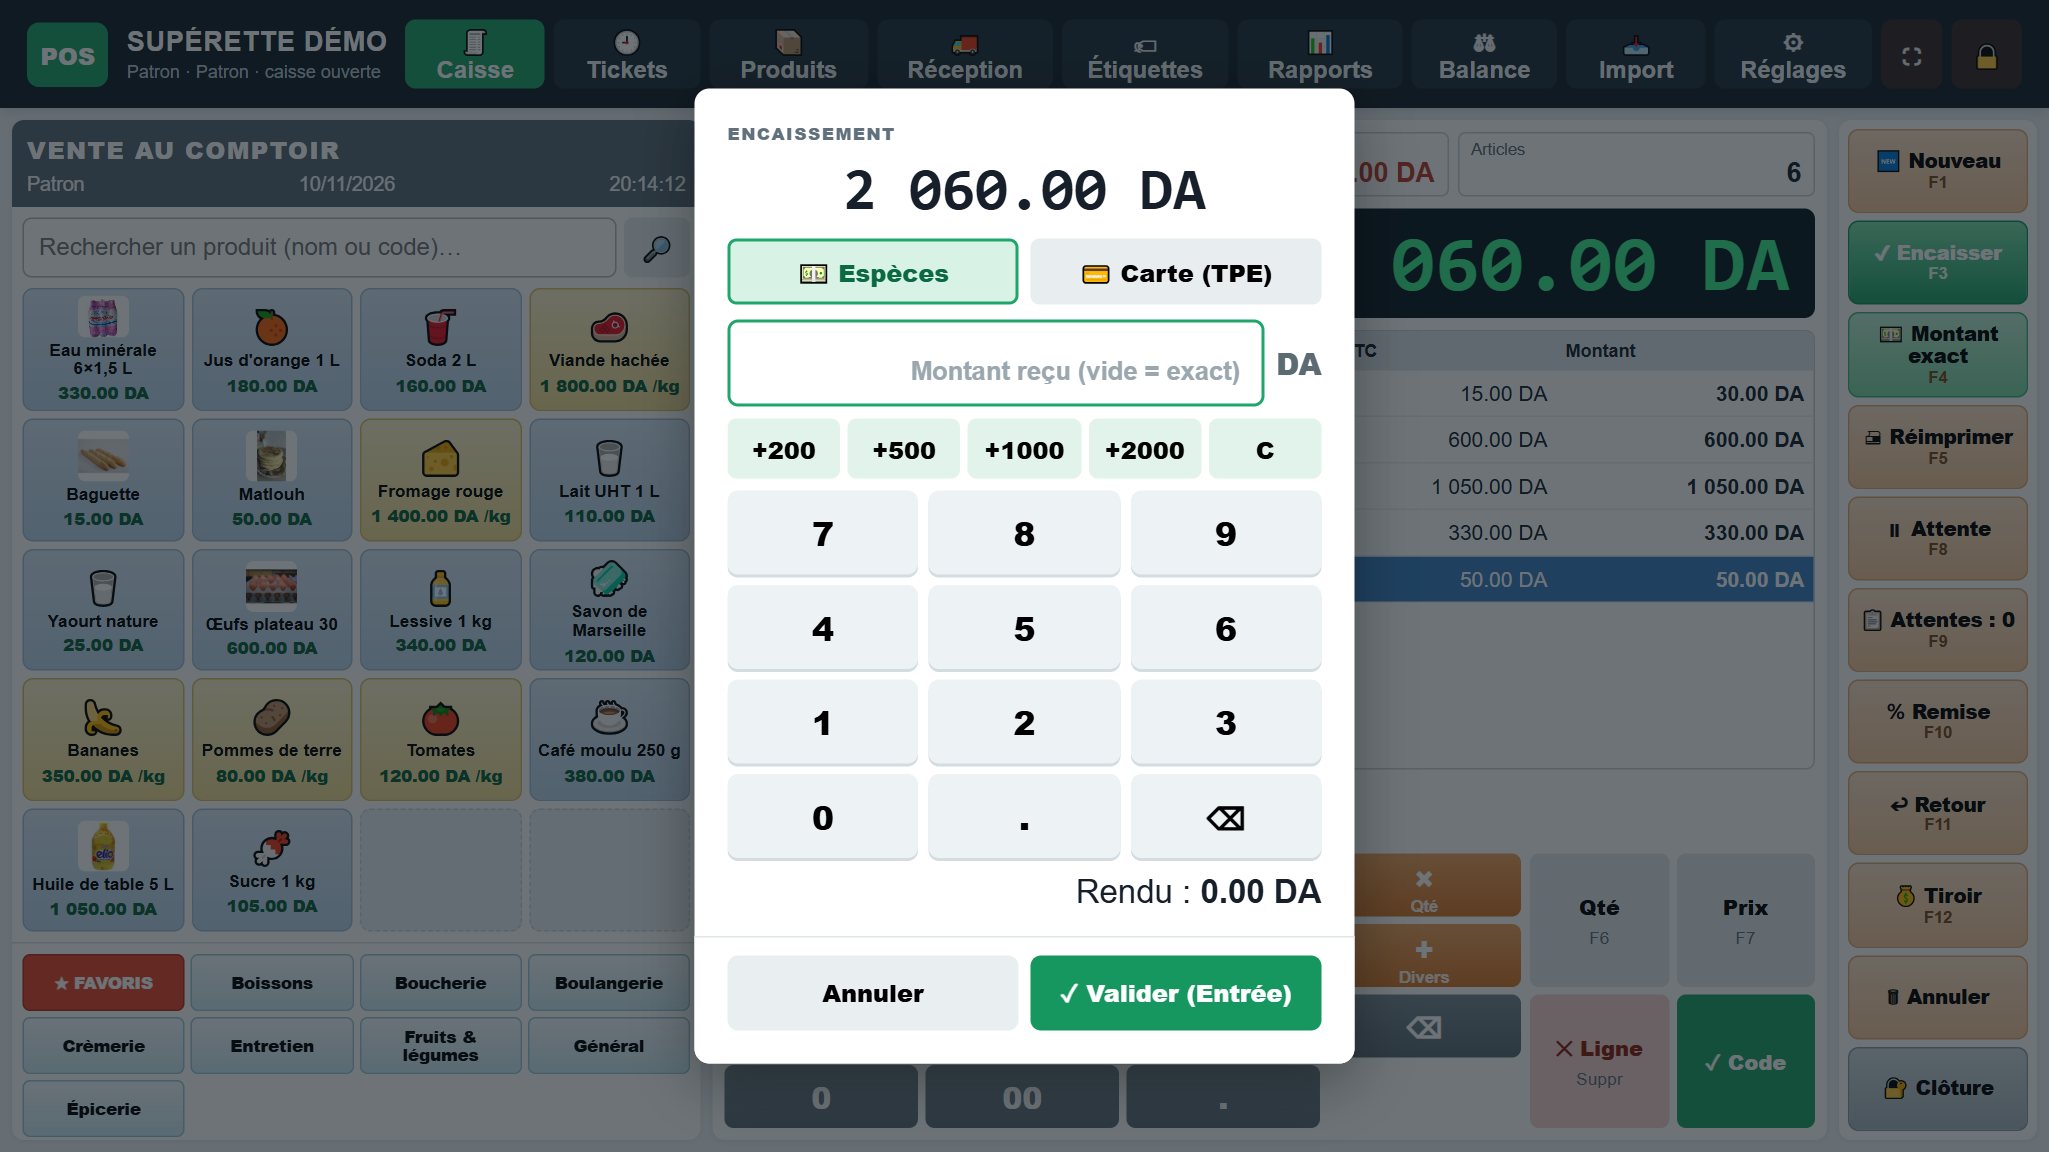 POS
SUPÉRETTE DÉMO
Patron · Patron · caisse ouverte
Caisse
Tickets
Produits
Réception
Étiquettes
Rapports
Balance
Import
Réglages
VENTE AU COMPTOIR
Patron 10/11/2026 20:14:12
Rechercher un produit (nom ou code)…
Eau minérale
6×1,5 L
330.00 DA
Jus d'orange 1 L
180.00 DA
Soda 2 L
160.00 DA
Viande hachée
1 800.00 DA /kg
Baguette
15.00 DA
Matlouh
50.00 DA
Fromage rouge
1 400.00 DA /kg
Lait UHT 1 L
110.00 DA
Yaourt nature
25.00 DA
Œufs plateau 30
600.00 DA
Lessive 1 kg
340.00 DA
Savon de
Marseille
120.00 DA
Bananes
350.00 DA /kg
Pommes de terre
80.00 DA /kg
Tomates
120.00 DA /kg
Café moulu 250 g
380.00 DA
Huile de table 5 L
1 050.00 DA
Sucre 1 kg
105.00 DA
★ FAVORIS
Boissons
Boucherie
Boulangerie
Crèmerie
Entretien
Fruits &
légumes
Général
Épicerie
ENCAISSEMENT
2 060.00 DA
Espèces
Carte (TPE)
Montant reçu (vide = exact)
DA
+200 +500 +1000 +2000 C
7 8 9
4 5 6
1 2 3
0 . ⌫
Rendu : 0.00 DA
Annuler
✓ Valider (Entrée)
.00 DA
Articles
6
060.00 DA
TC Montant
15.00 DA 30.00 DA
600.00 DA 600.00 DA
1 050.00 DA 1 050.00 DA
330.00 DA 330.00 DA
50.00 DA 50.00 DA
✖
Qté
✚
Divers
⌫
Qté
F6
Prix
F7
✕ Ligne
Suppr
✓ Code
0 00 .
NEW
Nouveau
F1
✓ Encaisser
F3
Montant
exact
F4
Réimprimer
F5
Attente
F8
Attentes : 0
F9
% Remise
F10
Retour
F11
Tiroir
F12
Annuler
Clôture